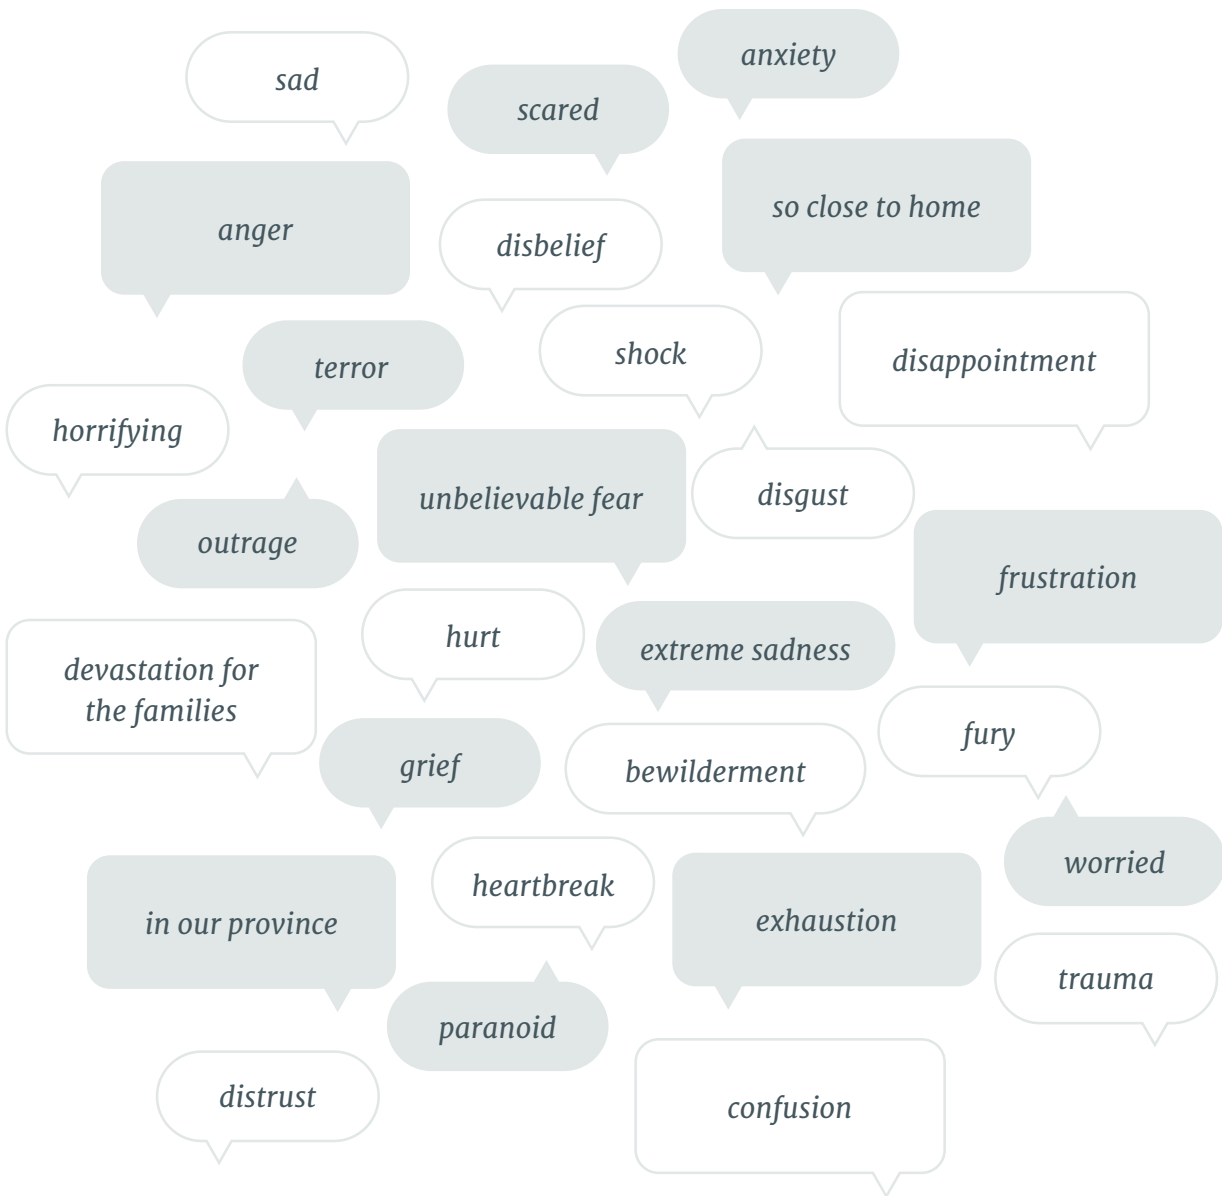 anxiety
sad
scared
so close to home
anger
disbelief
shock
disappointment
terror
horrifying
disgust
unbelievable fear
outrage
frustration
hurt
extreme sadness
devastation for
the families
fury
grief
bewilderment
worried
heartbreak
exhaustion
in our province
trauma
paranoid
distrust
confusion